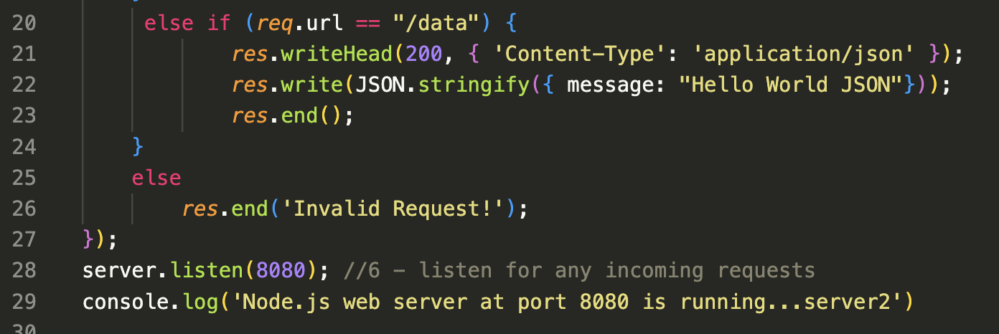 20 else if (req.url == "/data") {
21 res.writeHead(200, { 'Content-Type': 'application/json' });
22 res.write(JSON.stringify({ message: "Hello World JSON"}));
23 res.end();
24 }
25 else
26 res.end('Invalid Request!');
27 });
28 server.listen(8080); //6 - listen for any incoming requests
29 console.log('Node.js web server at port 8080 is running...server2')
30